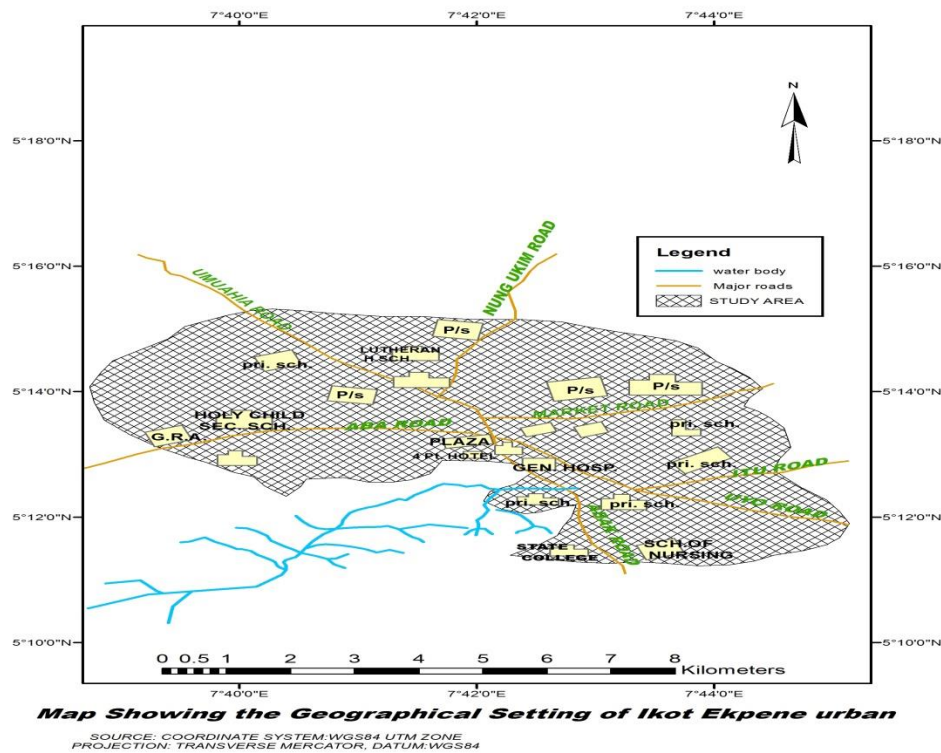 7°40'0"E 7°42'0"E 7°44'0"E
N
5°18'0"N 5°18'0"N
5°16'0"N 5°16'0"N
UMUAHIA ROAD
NUNG UKIM ROAD
Legend
water body
Major roads
STUDY AREA
P/s
LUTHERAN
H SCH.
pri. sch.
5°14'0"N 5°14'0"N
P/s
P/s
P/s
MARKET ROAD
HOLY CHILD
SEC. SCH.
ABA ROAD
pri. sch.
G.R.A.
PLAZA
4 Pt. HOTEL
GEN. HOSP.
pri. sch.
ITU ROAD
UYO ROAD
pri. sch.
pri. sch.
5°12'0"N 5°12'0"N
ABAK ROAD
STATE
COLLEGE
SCH.OF
NURSING
5°10'0"N 5°10'0"N
0 0.5 1 2 3 4 5 6 7 8
Kilometers
7°40'0"E 7°42'0"E 7°44'0"E
Map Showing the Geographical Setting of Ikot Ekpene urban
SOURCE: COORDINATE SYSTEM:WGS84 UTM ZONE
PROJECTION: TRANSVERSE MERCATOR, DATUM:WGS84